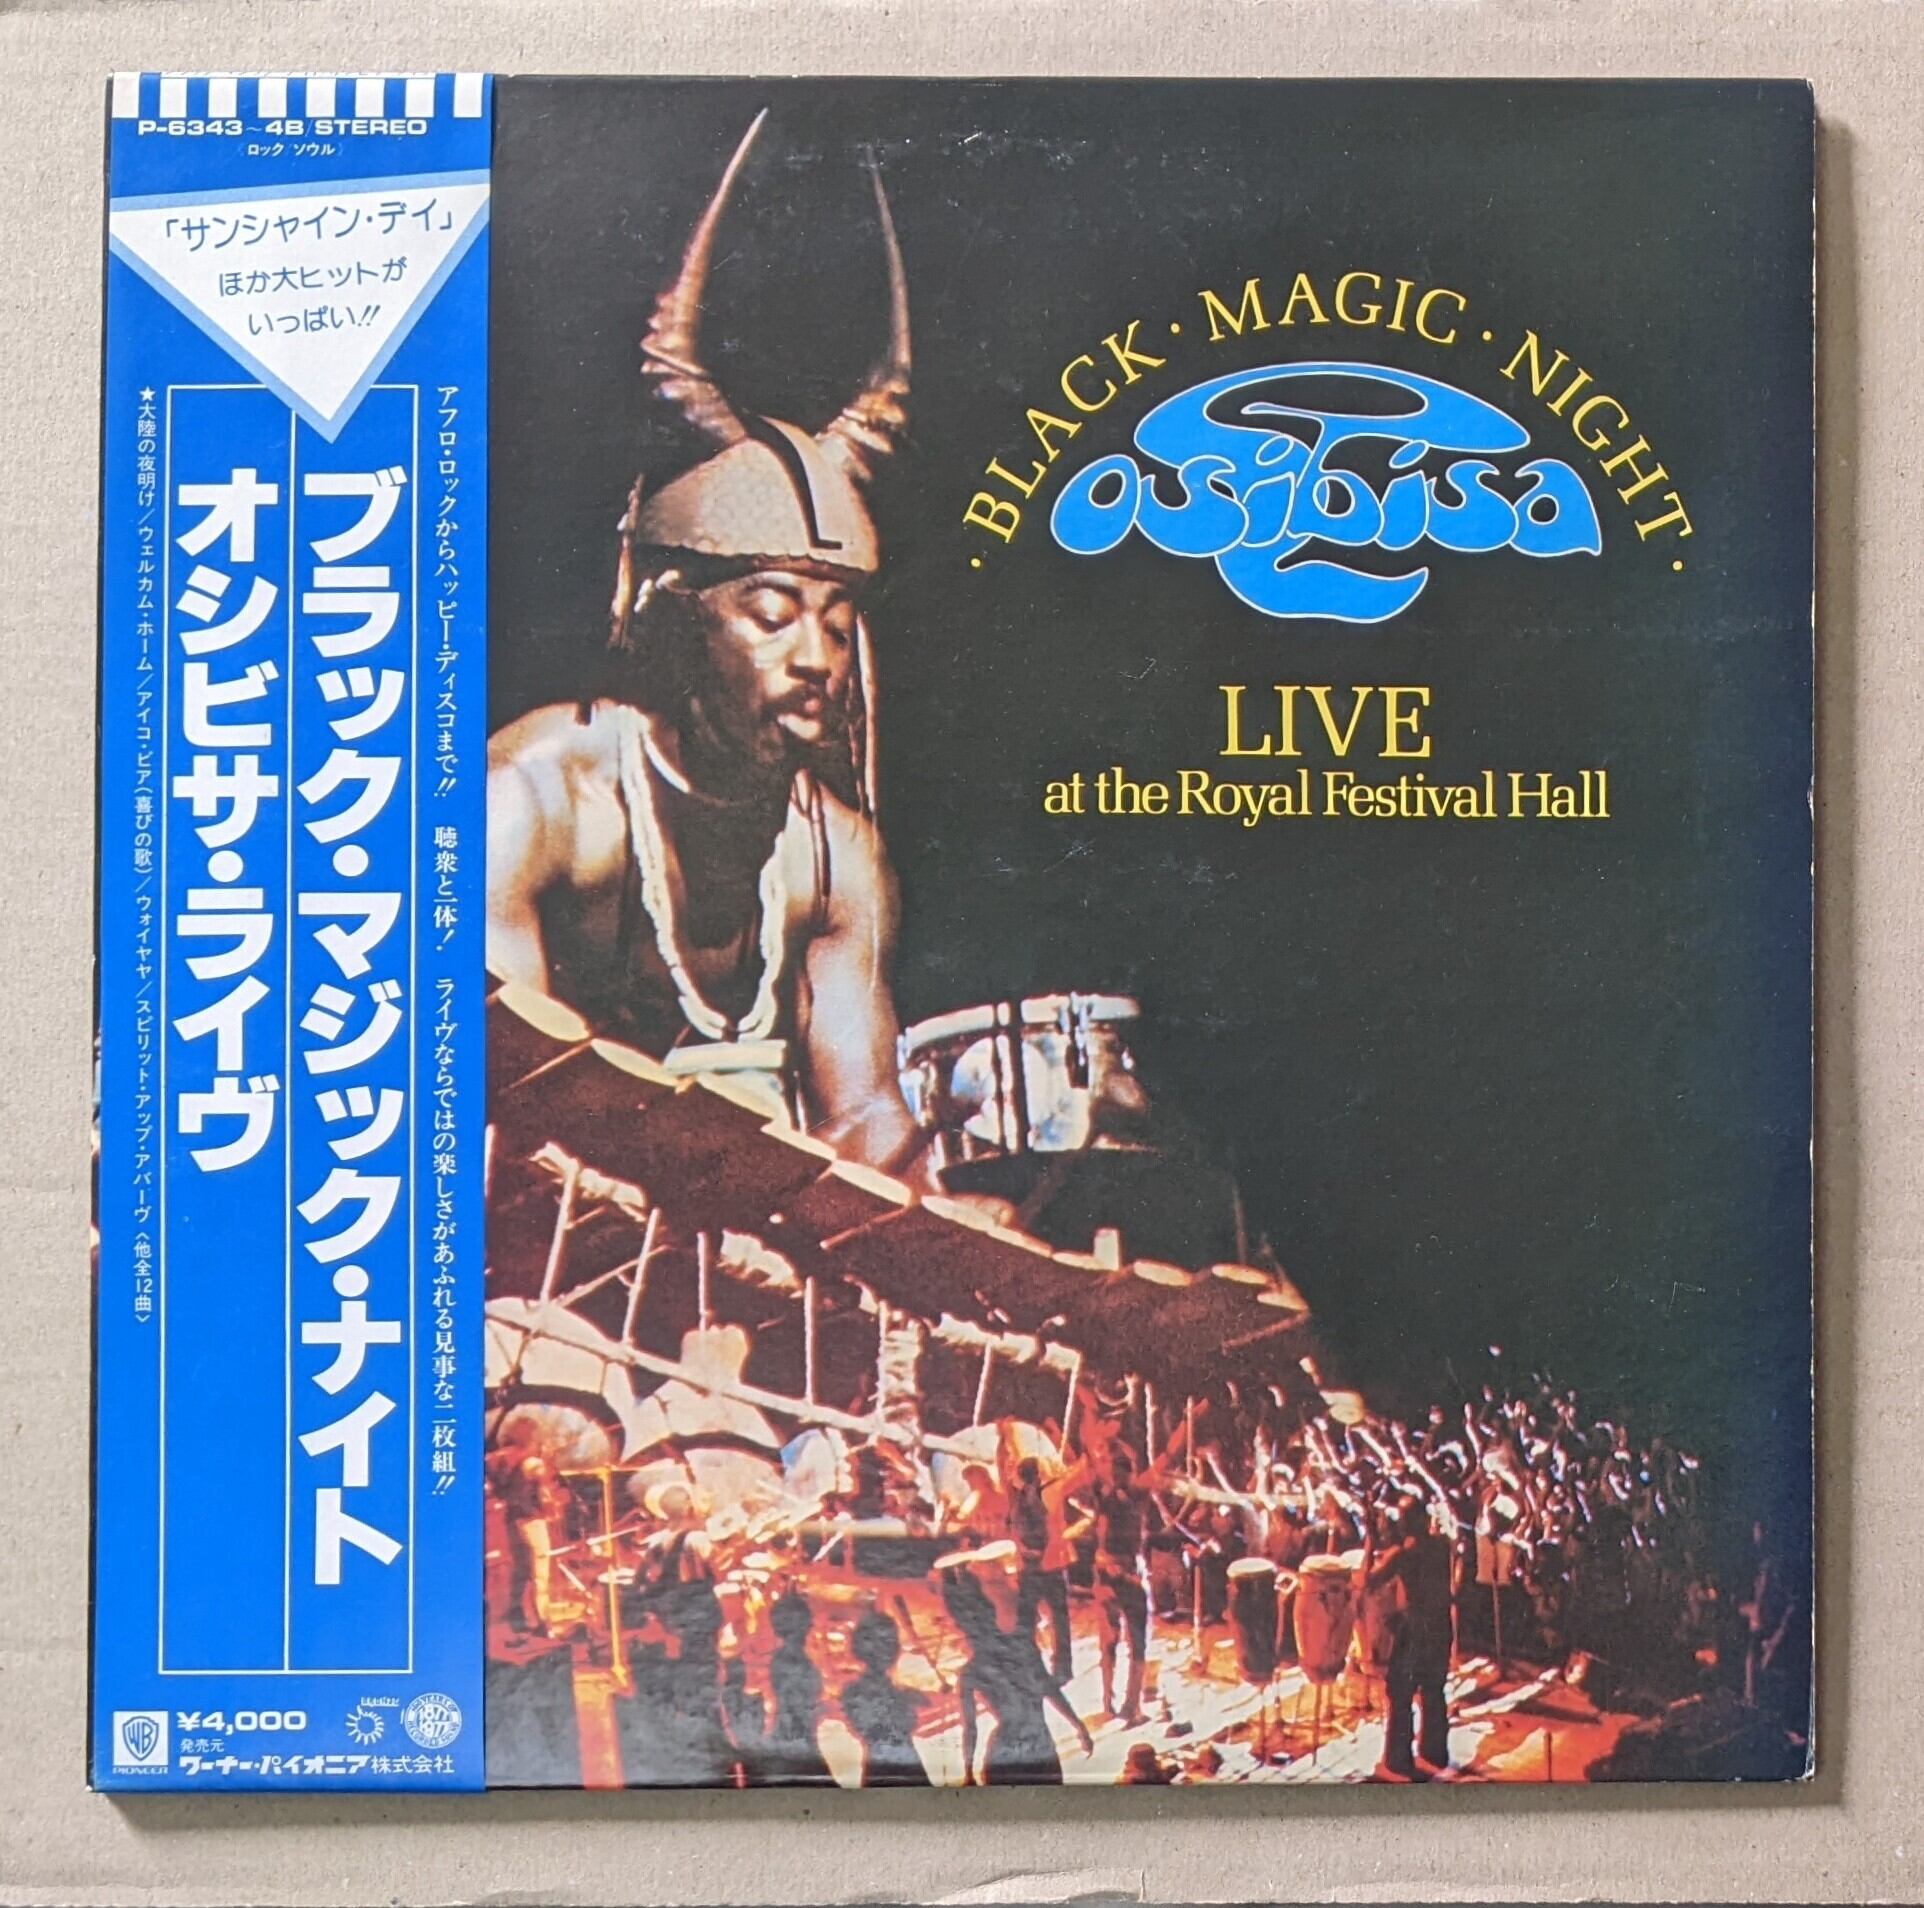 P-6343~4B/STEREO
(ロック/ソウル)
「サンシャイン・デイ」
ほか大ヒットが
いっぱい!!
アフロ・ロックからハッピー・ディスコまで!! 聴衆と一体! ライヴならではの楽しさがあふれる見事な二枚組!!
ブラック・マジック・ナイト
オシビサ・ライヴ
★大陸の夜明け/ウェルカム・ホーム/アイコ・ビア(喜びの歌)/ウォイヤヤ/スピリット・アップ・アバーヴ〈他全12曲〉
WB
PIONEER
¥4,000
発売元
ワーナー・パイオニア株式会社
1877
1977
·BLACK·MAGIC·NIGHT·
osibisa
LIVE
at the Royal Festival Hall